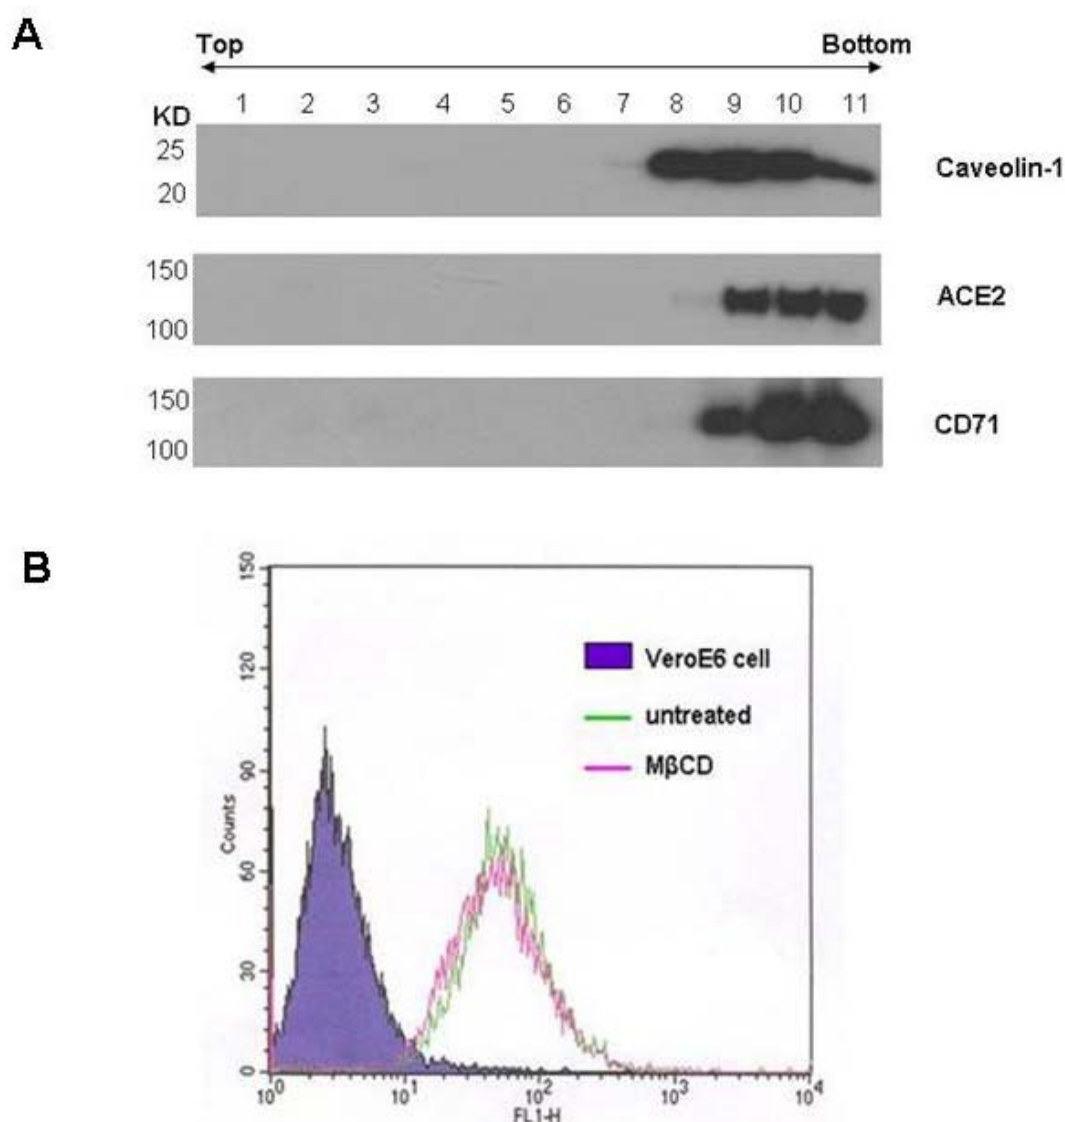 A
Top Bottom
1 2 3 4 5 6 7 8 9 10 11
KD
25
20
Caveolin-1
150
100
ACE2
150
100
CD71
B
150
120
90
60
30
0
Counts
VeroE6 cell
untreated
MβCD
10⁰ 10¹ 10² 10³ 10⁴
FL1-H